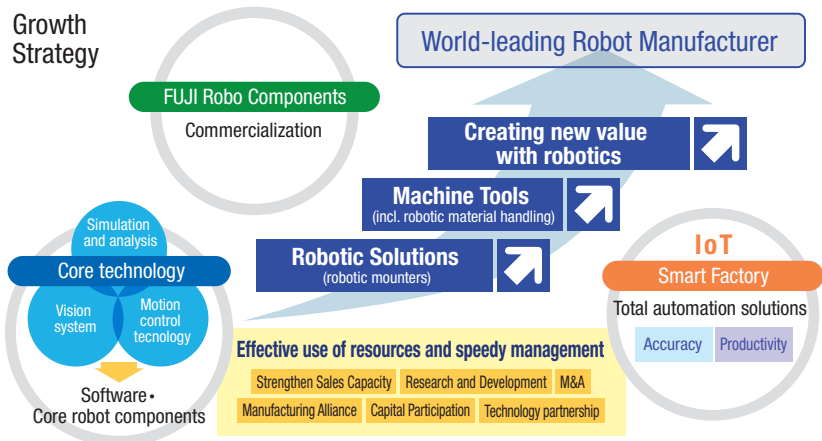 Growth
Strategy
World-leading Robot Manufacturer
FUJI Robo Components
Commercialization
Creating new value
with robotics
Machine Tools
(incl. robotic material handling)
Robotic Solutions
(robotic mounters)
Simulation
and analysis
Core technology
Vision
system
Motion
control
tecnology
Software•
Core robot components
IoT
Smart Factory
Total automation solutions
Accuracy
Productivity
Effective use of resources and speedy management
Strengthen Sales Capacity
Research and Development
M&A
Manufacturing Alliance
Capital Participation
Technology partnership